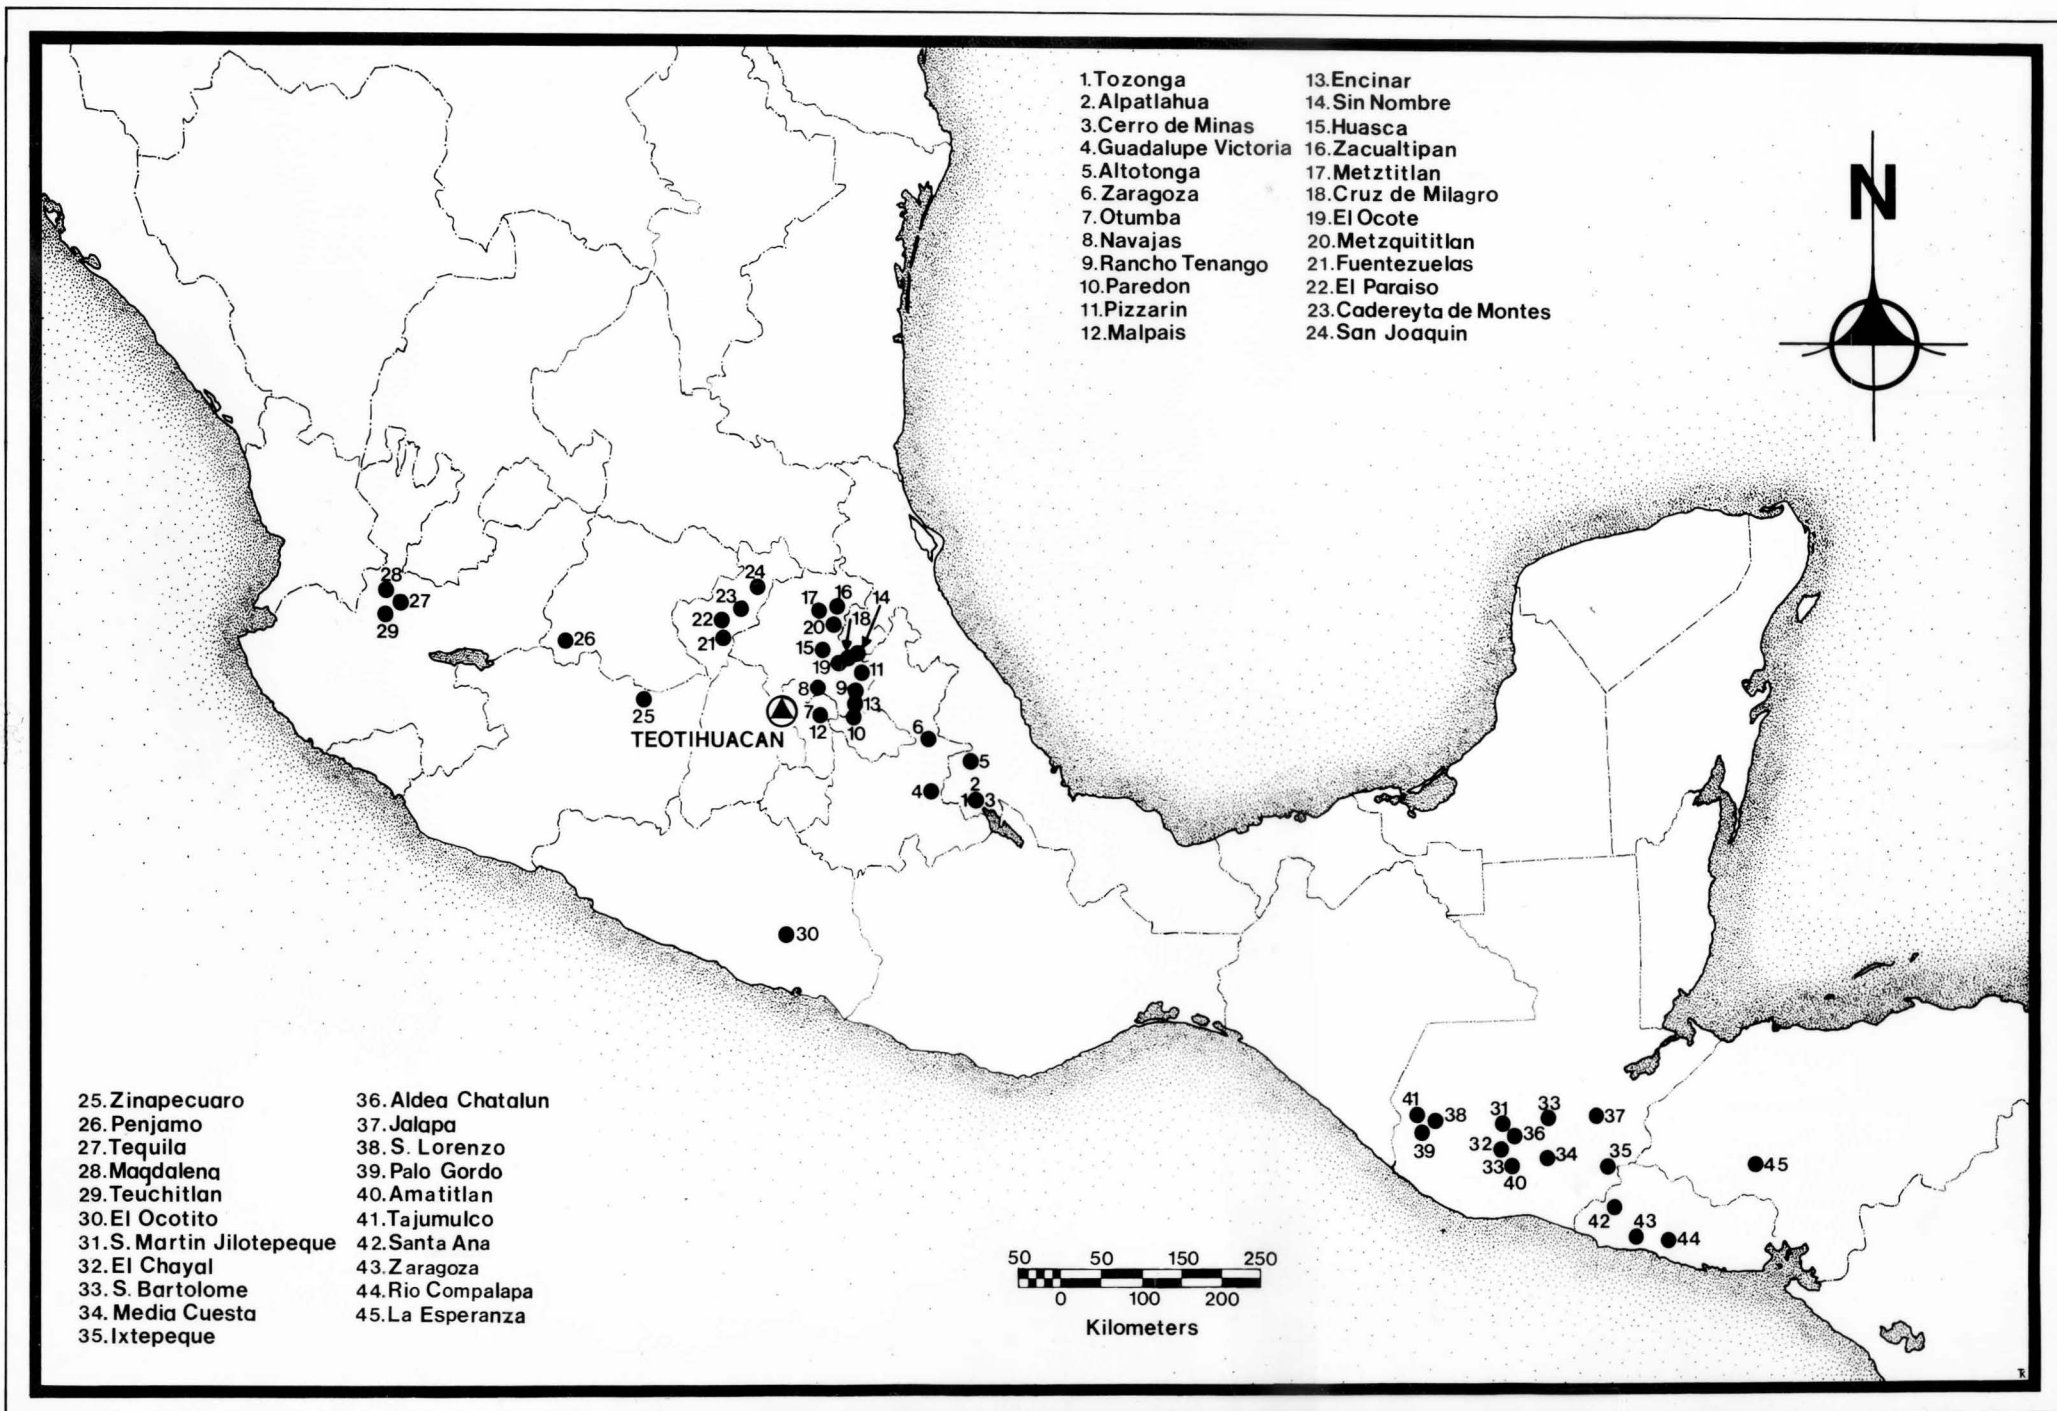 1.Tozonga
2.Alpatlahua
3.Cerro de Minas
4.Guadalupe Victoria
5.Altotonga
6.Zaragoza
7.Otumba
8.Navajas
9.Rancho Tenango
10.Paredon
11.Pizzarin
12.Malpais
13.Encinar
14.Sin Nombre
15.Huasca
16.Zacualtipan
17.Metztitlan
18.Cruz de Milagro
19.El Ocote
20.Metzquititlan
21.Fuentezuelas
22.El Paraiso
23.Cadereyta de Montes
24.San Joaquin
N
24
28
23
17
16
14
27
22
20
18
29
21
26
15
19
11
8
9
25
7
13
12
10
TEOTIHUACAN
6
5
4
2
1
3
30
41
38
31
33
37
39
32
36
33
34
35
40
45
42
43
44
25.Zinapecuaro
26.Penjamo
27.Tequila
28.Magdalena
29.Teuchitlan
30.El Ocotito
31.S.Martin Jilotepeque
32.El Chayal
33.S.Bartolome
34.Media Cuesta
35.Ixtepeque
36.Aldea Chatalun
37.Jalapa
38.S. Lorenzo
39.Palo Gordo
40.Amatitlan
41.Tajumulco
42.Santa Ana
43.Zaragoza
44.Rio Compalapa
45.La Esperanza
50 50 150 250
0 100 200
Kilometers